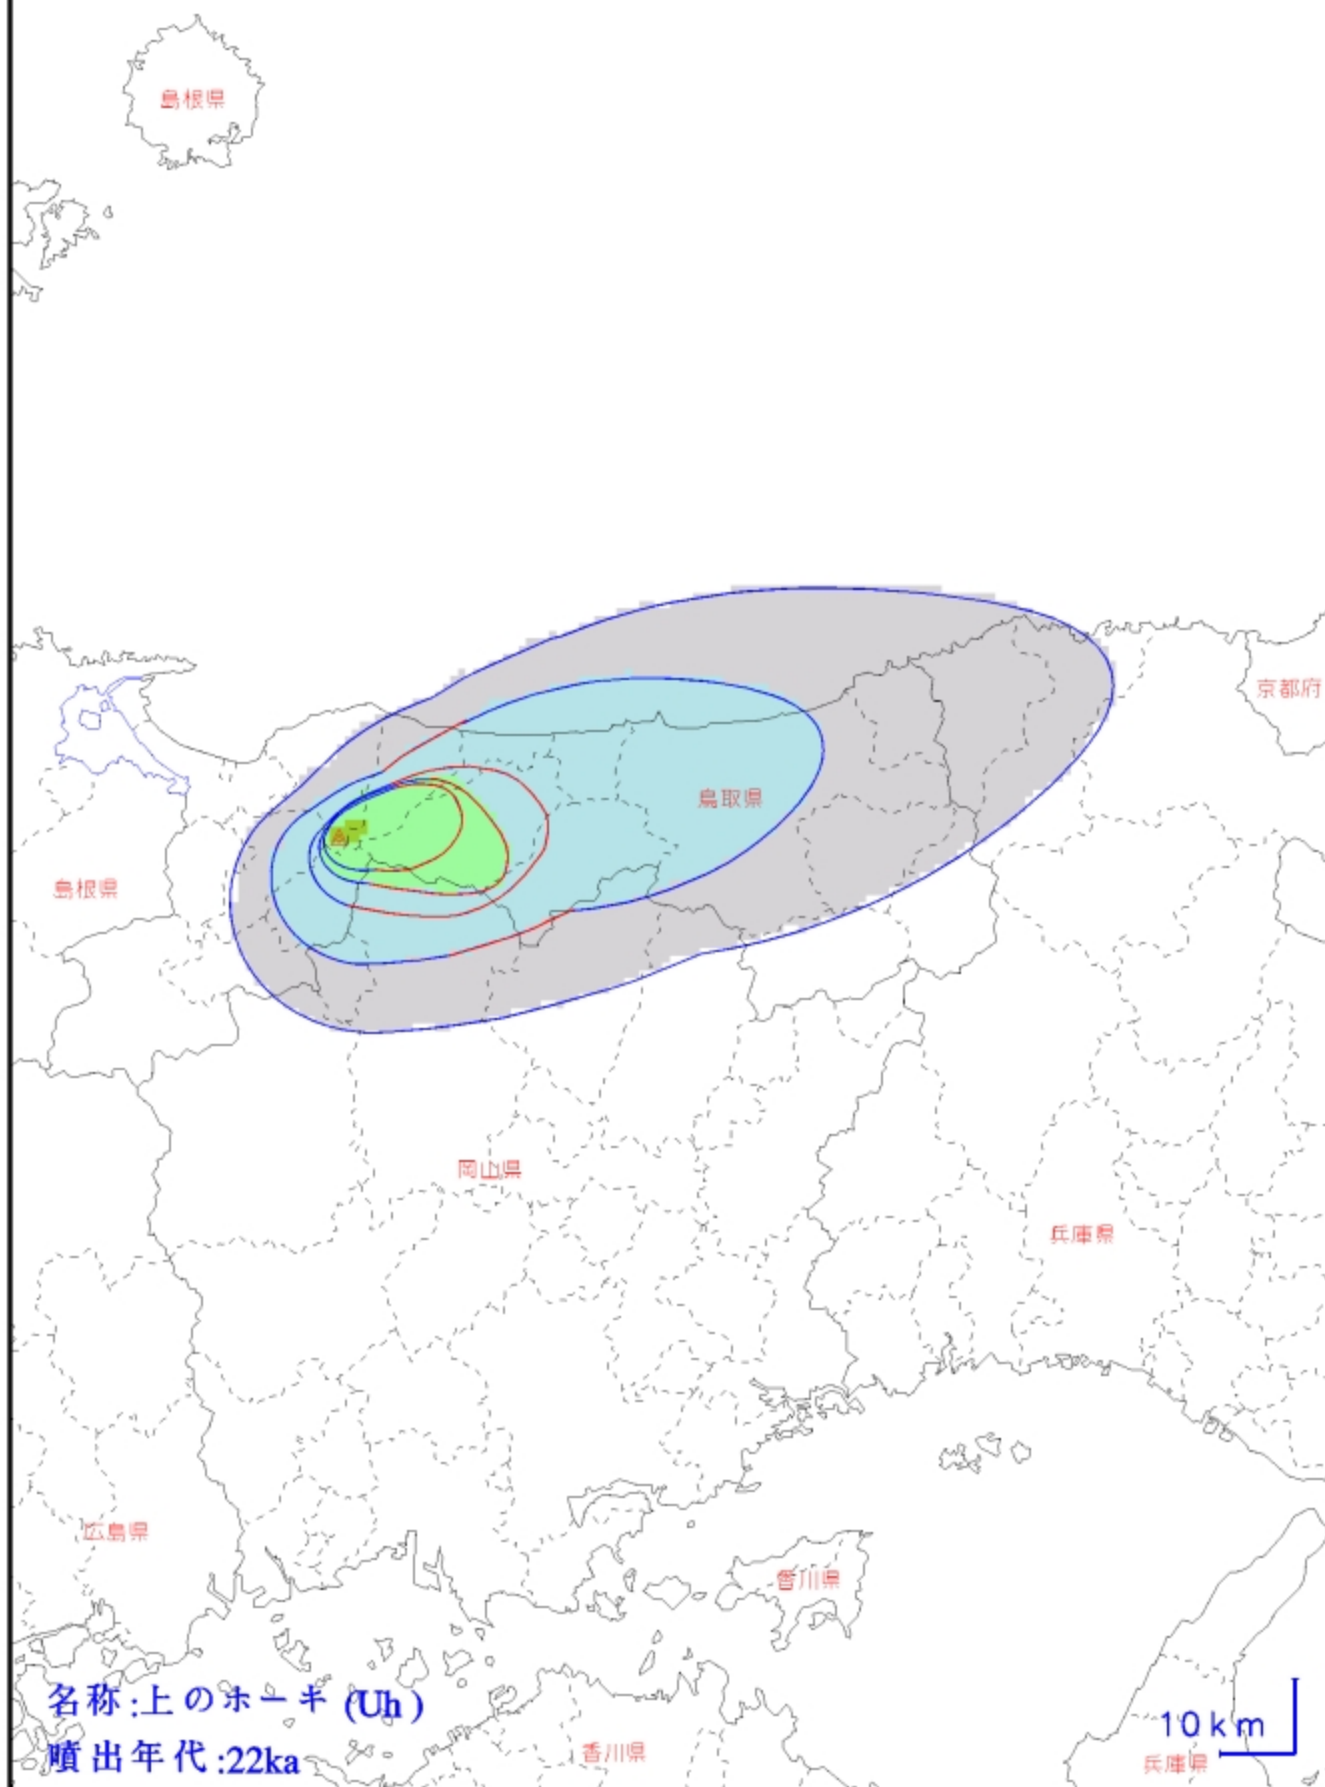 島根県
京都府
鳥取県
島根県
岡山県
兵庫県
広島県
香川県
名称:上のホーキ (Uh)
10km
香川県
噴出年代:22ka
兵庫県